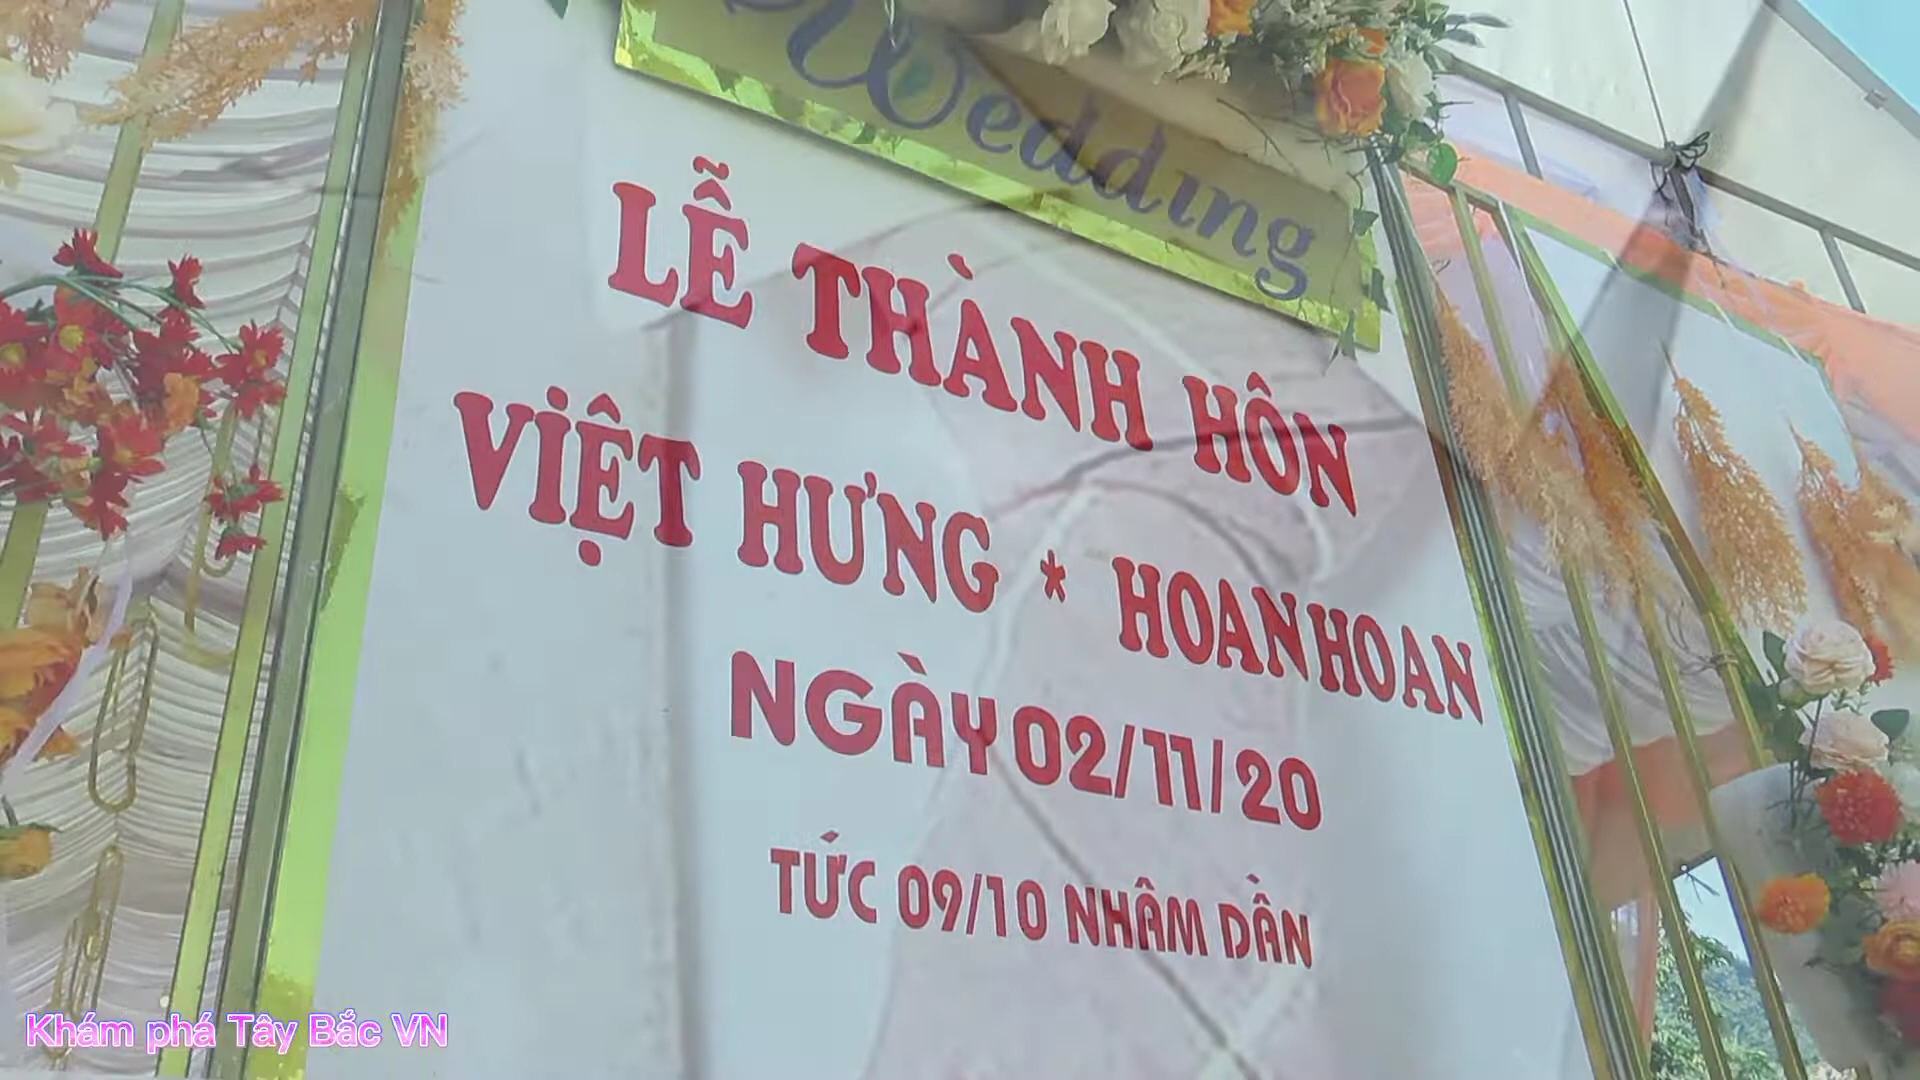 Wedding
LỄ THÀNH HÔN
VIỆT HƯNG * HOAN HOAN
NGÀY 02/11/20
TỨC 09/10 NHÂM DẦN
Khám phá Tây Bắc VN